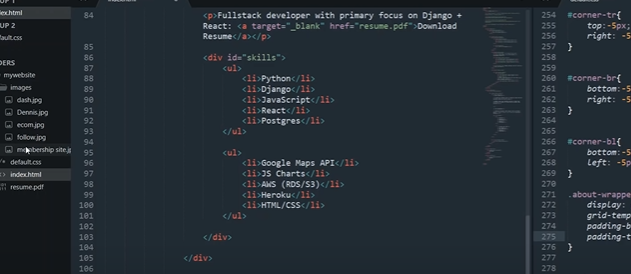 UP 1
index.html
UP 2
default.css
DERS
mywebsite
images
dash.jpg
Dennis.jpg
ecom.jpg
follow.jpg
membership site.jp
default.css
index.html
resume.pdf
84 <p>Fullstack developer with primary focus on Django +
React: <a target="_blank" href="resume.pdf">Download
Resume</a></p>
85
86 <div id="skills">
87 <ul>
88 <li>Python</li>
89 <li>Django</li>
90 <li>JavaScript</li>
91 <li>React</li>
92 <li>Postgres</li>
93 </ul>
94
95 <ul>
96 <li>Google Maps API</li>
97 <li>JS Charts</li>
98 <li>AWS (RDS/S3)</li>
99 <li>Heroku</li>
100 <li>HTML/CSS</li>
101 </ul>
102
103 </div>
104
105 </div>
106
254 #corner-tr{
255 top:-5px;
256 right: -5
257 }
258
259
260 #corner-br{
261 bottom:-5
262 right: -5
263 }
264
265
266 #corner-bl{
267 bottom:-5
268 left: -5p
269 }
270
271 .about-wrappe
272 display:
273 grid-temp
274 padding-b
275 padding-t
276 }
277
278